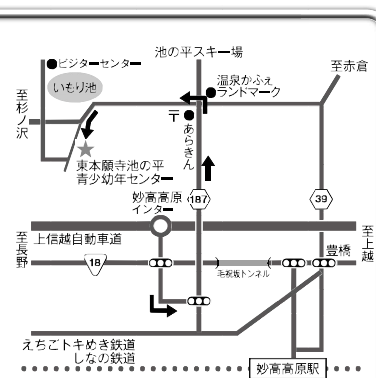 池の平スキー場
●ビジターセンター
いもり池
至赤倉
温泉かふぇ
ランドマーク
至杉ノ沢
〒
あらきん
東本願寺池の平
青少幼年センター
妙高高原
インター
187
39
至長野
上信越自動車道
至上越
豊橋
18
毛祝坂トンネル
えちごトキめき鉄道
しなの鉄道
妙高高原駅